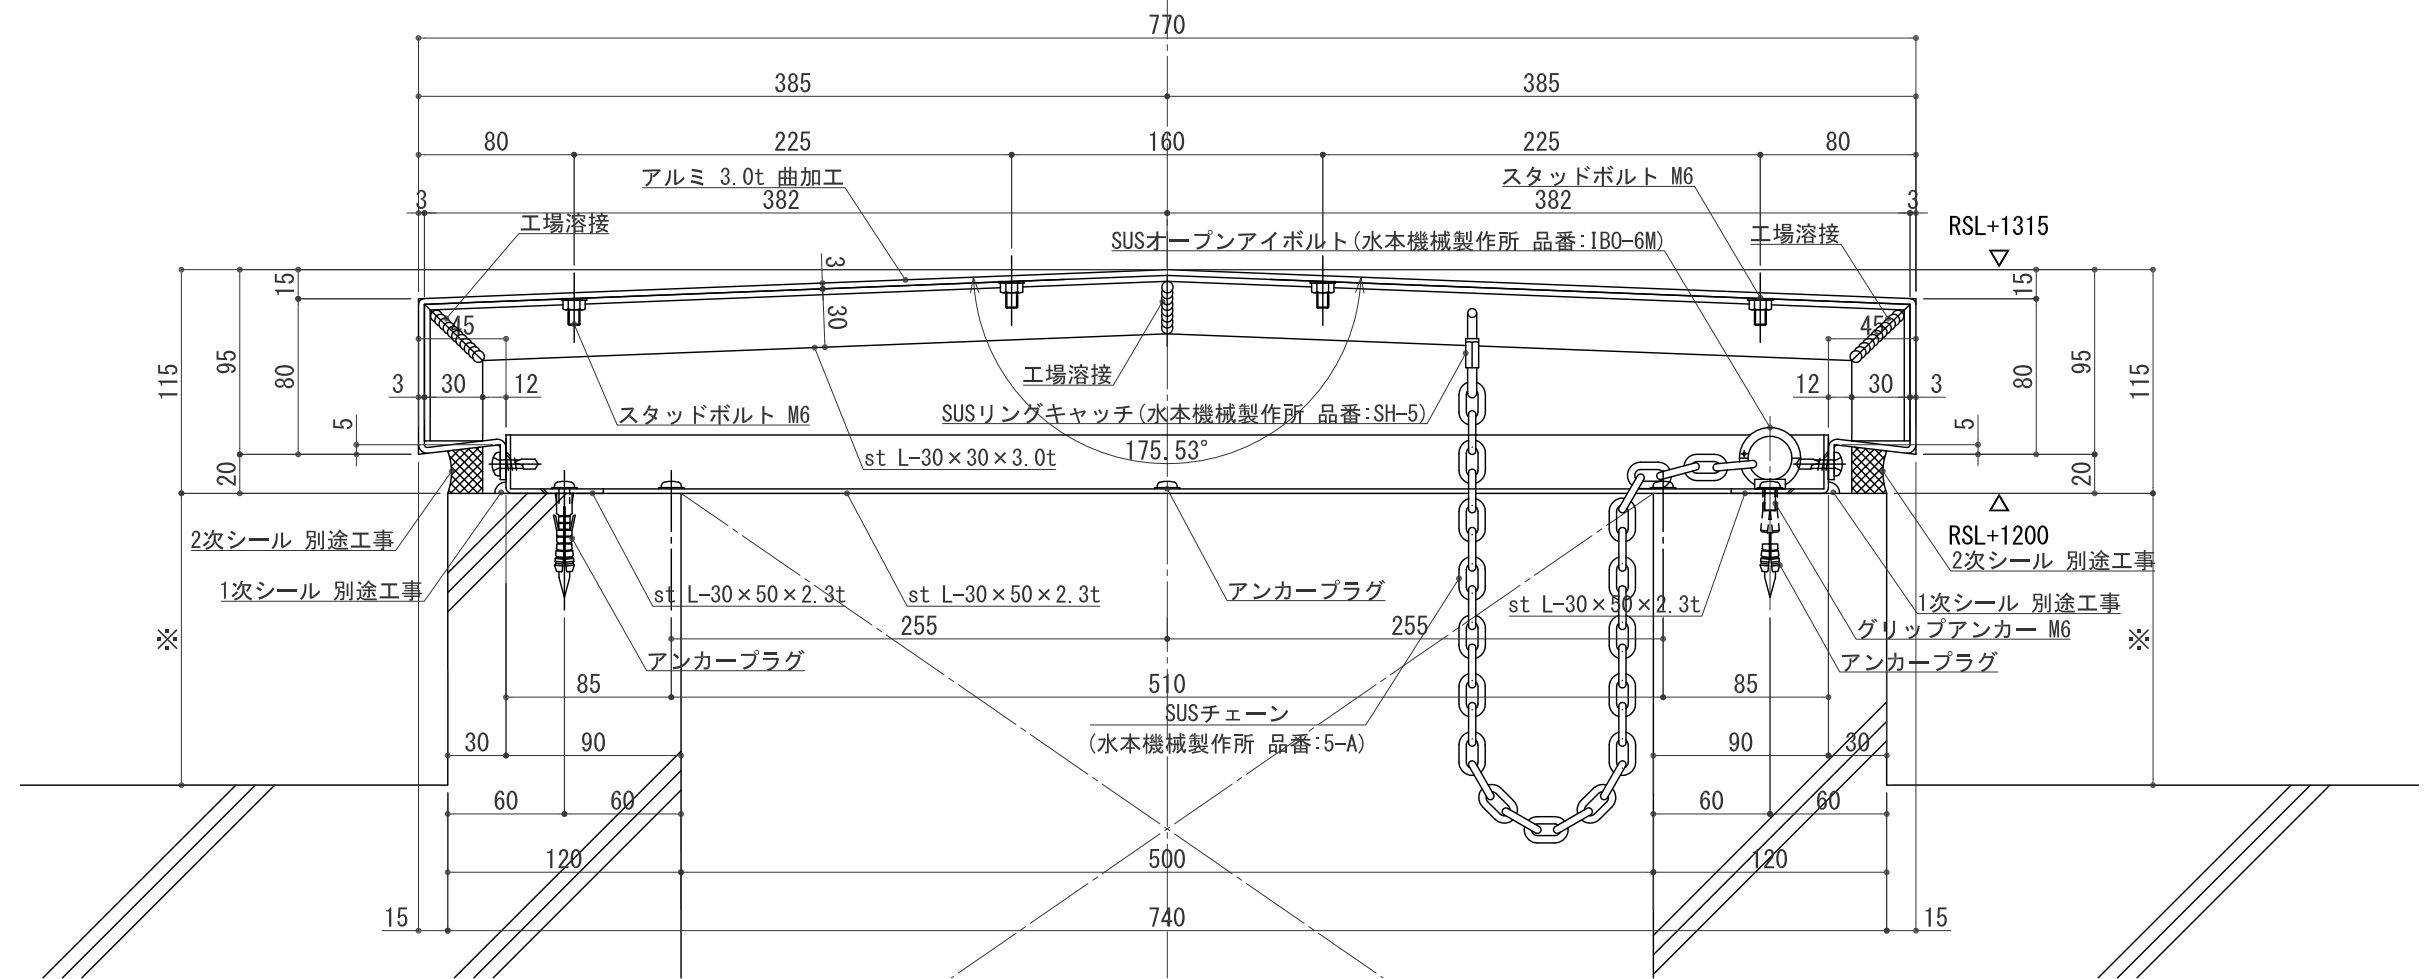 770
385
385
80
225
160
225
80
アルミ 3.0t 曲加工
スタッドボルト M6
3
382
382
3
工場溶接
SUSオープンアイボルト(水本機械製作所 品番:IBO-6M)
工場溶接
RSL+1315
3
15
15
30
45
45
115
95
80
80
95
115
3
30
12
工場溶接
12
30
3
スタッドボルト M6
SUSリングキャッチ(水本機械製作所 品番:SH-5)
5
5
175.53°
st L-30×30×3.0t
20
20
RSL+1200
2次シール 別途工事
2次シール 別途工事
1次シール 別途工事
st L-30×50×2.3t
st L-30×50×2.3t
アンカープラグ
st L-30×50×2.3t
1次シール 別途工事
※
255
255
グリップアンカー M6
※
アンカープラグ
アンカープラグ
85
510
85
SUSチェーン
(水本機械製作所 品番:5-A)
30
90
90
30
60
60
60
60
120
500
120
15
740
15